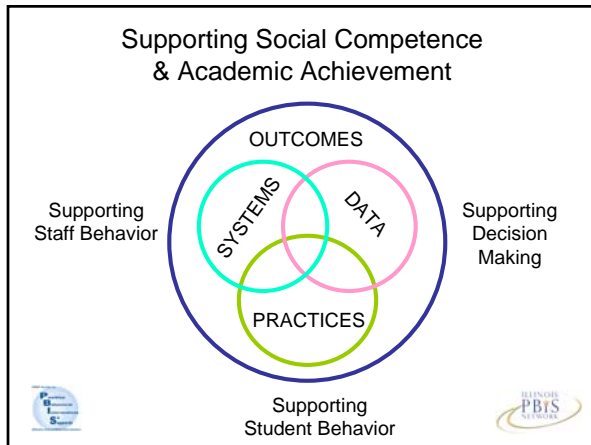 Supporting Social Competence
& Academic Achievement
OUTCOMES
SYSTEMS
DATA
Supporting
Staff Behavior
Supporting
Decision
Making
PRACTICES
Supporting
Student Behavior
ILLINOIS
PBIS
NETWORK